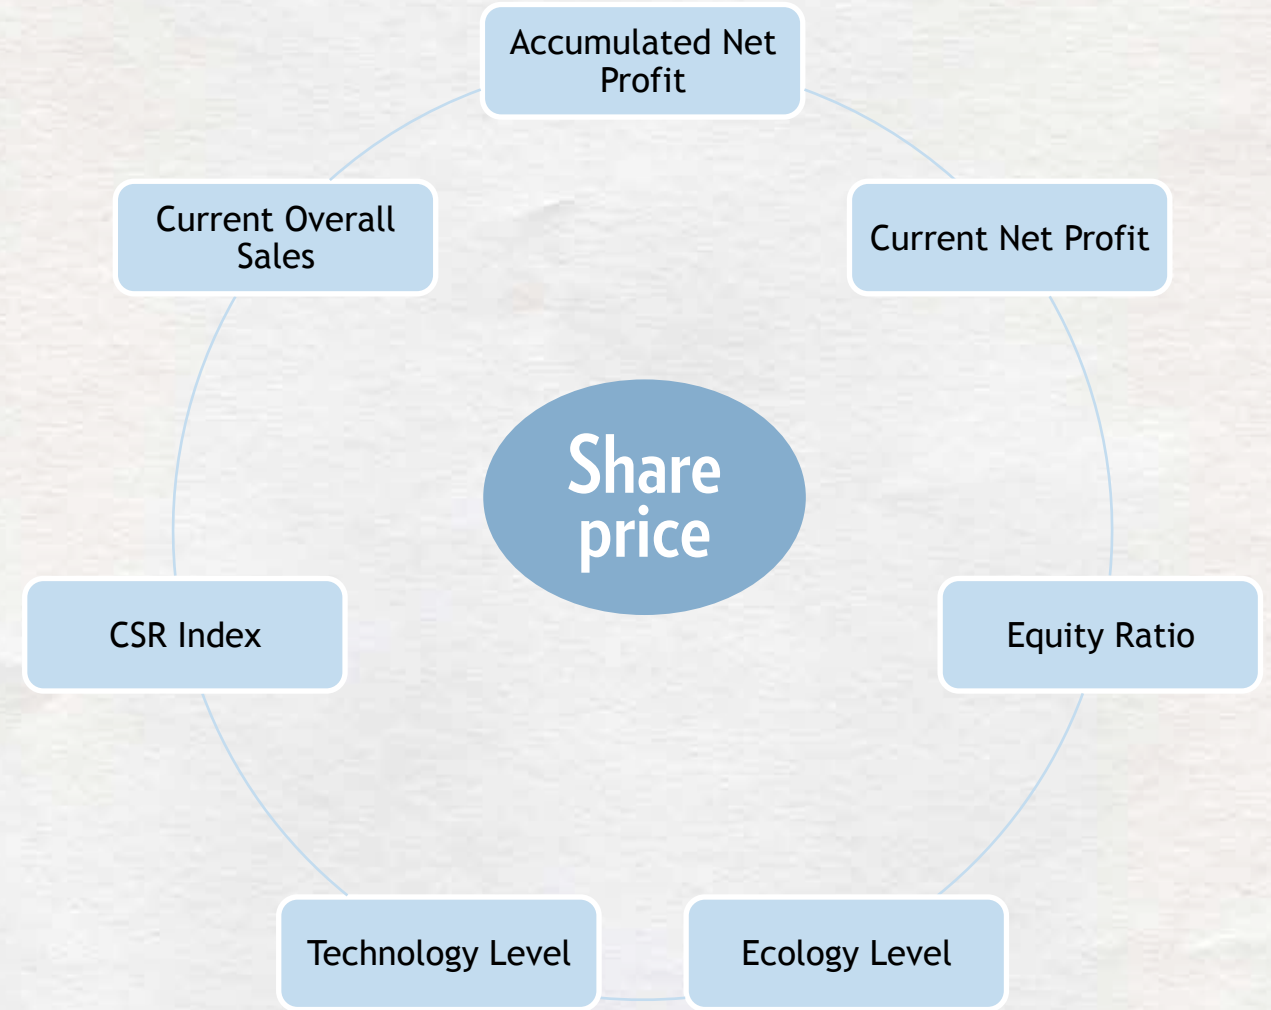 Accumulated Net
Profit
Current Overall
Sales
Current Net Profit
Share
price
CSR Index
Equity Ratio
Technology Level
Ecology Level